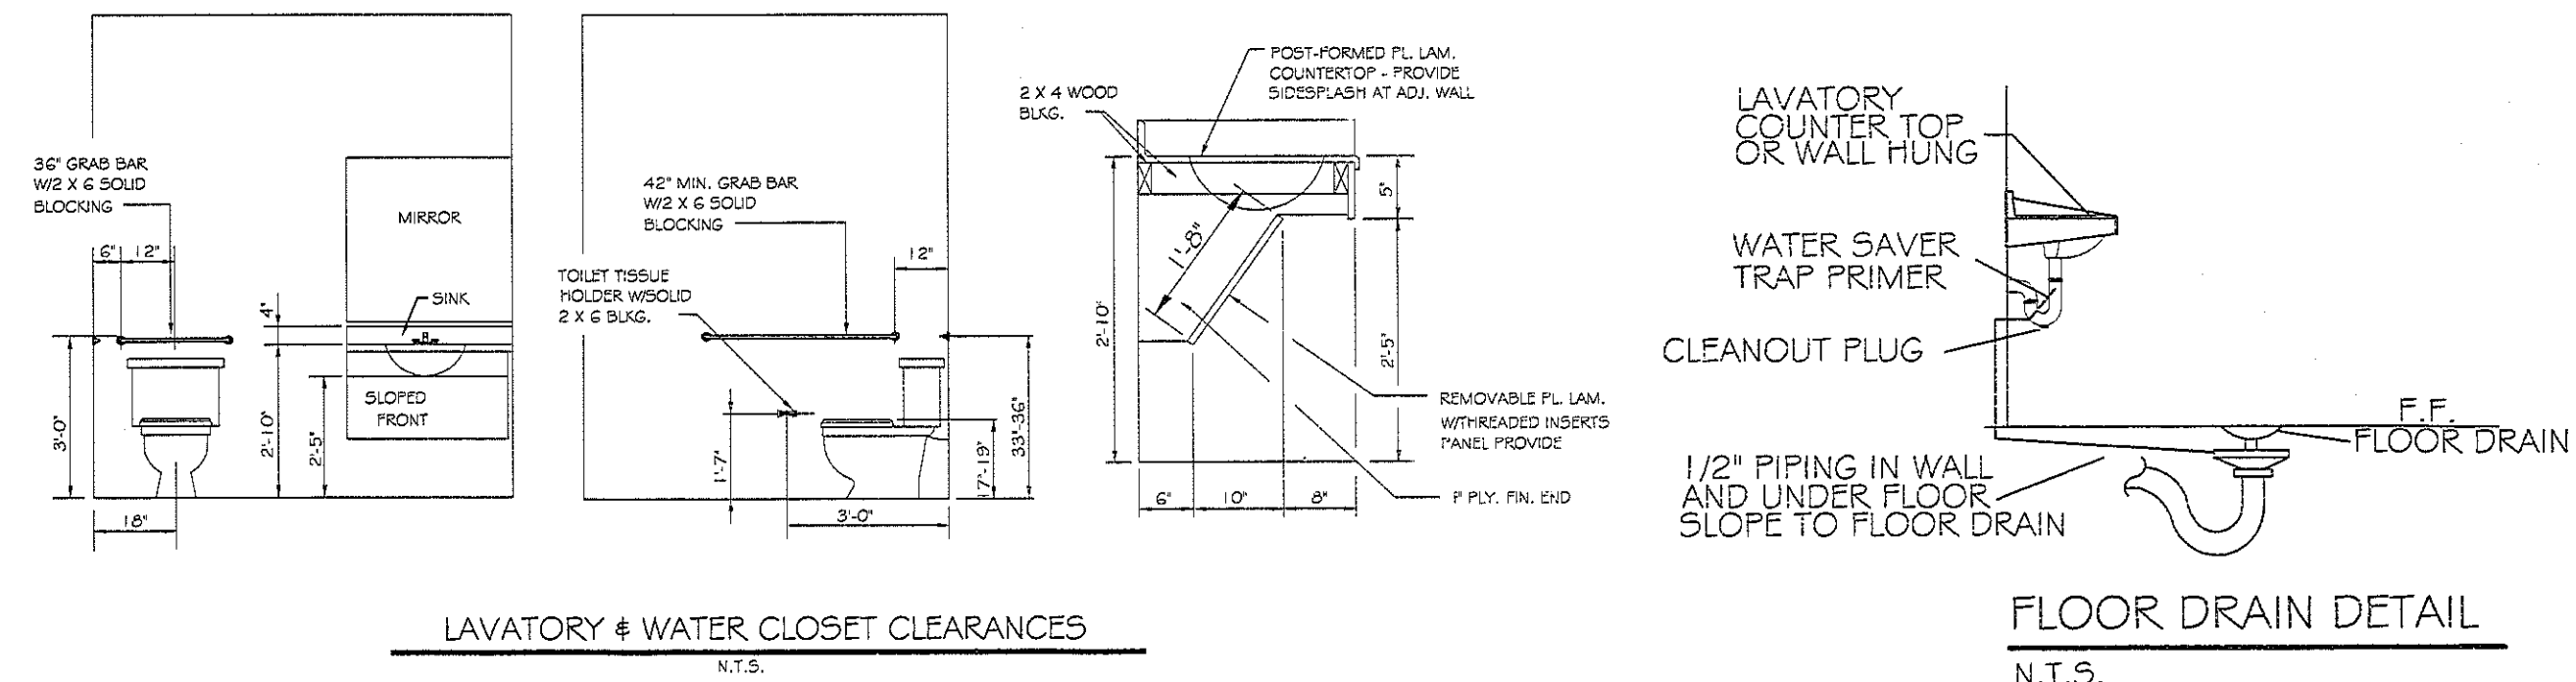 36" GRAB BAR
W/2 X 6 SOLID
BLOCKING
6"
12"
MIRROR
SINK
4"
3'-0"
2'-10"
2'-5"
SLOPED
FRONT
18"
42" MIN. GRAB BAR
W/2 X 6 SOLID
BLOCKING
12"
TOILET TISSUE
HOLDER W/SOLID
2 X 6 BLKG.
1'-7"
17"-19"
33"-36"
3'-0"
LAVATORY & WATER CLOSET CLEARANCES
N.T.S.
POST-FORMED PL. LAM.
COUNTERTOP - PROVIDE
SIDESPLASH AT ADJ. WALL
2 X 4 WOOD
BLKG.
5"
1'-8"
2'-10"
2'-5"
REMOVABLE PL. LAM.
W/THREADED INSERTS
PANEL PROVIDE
PLY. FIN. END
6"
10"
8"
LAVATORY
COUNTER TOP
OR WALL HUNG
WATER SAVER
TRAP PRIMER
CLEANOUT PLUG
F.F.
FLOOR DRAIN
1/2" PIPING IN WALL
AND UNDER FLOOR
SLOPE TO FLOOR DRAIN
FLOOR DRAIN DETAIL
N.T.S.